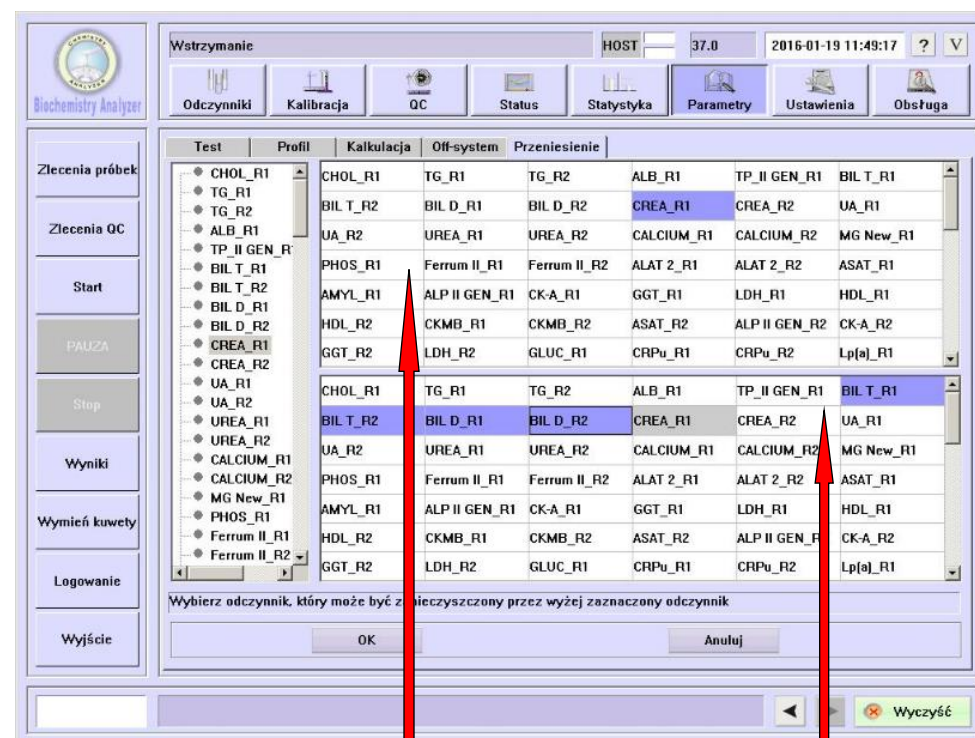 CHEMISTRY
ANALYZER
Biochemistry Analyzer
Wstrzymanie
HOST
37.0
2016-01-19 11:49:17
?
V
Odczynniki
Kalibracja
QC
Status
Statystyka
Parametry
Ustawienia
Obsługa
Zlecenia próbek
Zlecenia QC
Start
PAUZA
Stop
Wyniki
Wymień kuwety
Logowanie
Wyjście
Test
Profil
Kalkulacja
Off-system
Przeniesienie
CHOL_R1
TG_R1
TG_R2
ALB_R1
TP_II GEN_R
BIL T_R1
BIL T_R2
BIL D_R1
BIL D_R2
CREA_R1
CREA_R2
UA_R1
UA_R2
UREA_R1
UREA_R2
CALCIUM_R1
CALCIUM_R2
MG New_R1
PHOS_R1
Ferrum II_R1
Ferrum II_R2
CHOL_R1 TG_R1 TG_R2 ALB_R1 TP_II GEN_R1 BIL T_R1
BIL T_R2 BIL D_R1 BIL D_R2 CREA_R1 CREA_R2 UA_R1
UA_R2 UREA_R1 UREA_R2 CALCIUM_R1 CALCIUM_R2 MG New_R1
PHOS_R1 Ferrum II_R1 Ferrum II_R2 ALAT 2_R1 ALAT 2_R2 ASAT_R1
AMYL_R1 ALP II GEN_R1 CK-A_R1 GGT_R1 LDH_R1 HDL_R1
HDL_R2 CKMB_R1 CKMB_R2 ASAT_R2 ALP II GEN_R2 CK-A_R2
GGT_R2 LDH_R2 GLUC_R1 CRPu_R1 CRPu_R2 Lp(a)_R1
CHOL_R1 TG_R1 TG_R2 ALB_R1 TP_II GEN_R1 BIL T_R1
BIL T_R2 BIL D_R1 BIL D_R2 CREA_R1 CREA_R2 UA_R1
UA_R2 UREA_R1 UREA_R2 CALCIUM_R1 CALCIUM_R2 MG New_R1
PHOS_R1 Ferrum II_R1 Ferrum II_R2 ALAT 2_R1 ALAT 2_R2 ASAT_R1
AMYL_R1 ALP II GEN_R1 CK-A_R1 GGT_R1 LDH_R1 HDL_R1
HDL_R2 CKMB_R1 CKMB_R2 ASAT_R2 ALP II GEN_R CK-A_R2
GGT_R2 LDH_R2 GLUC_R1 CRPu_R1 CRPu_R2 Lp(a)_R1
Wybierz odczynnik, który może być zanieczyszczony przez wyżej zaznaczony odczynnik
OK
Anuluj
Wyczyść